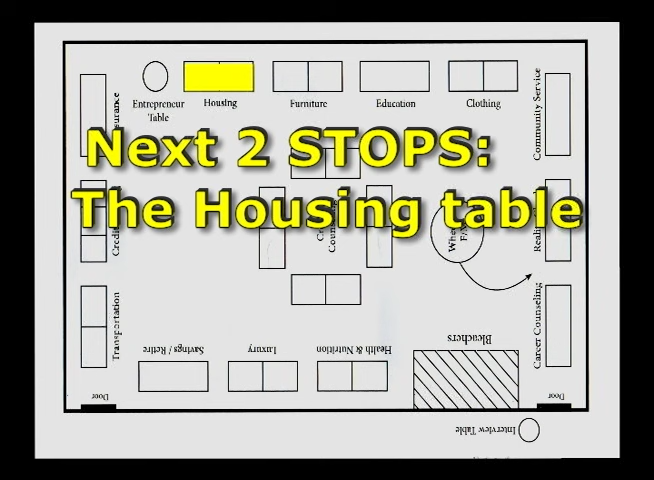 Entrepreneur
Table
Housing
Furniture
Education
Clothing
Community Service
Next 2 STOPS:
The Housing table
Transportation
Career Counseling
Savings / Retire
Luxury
Health & Nutrition
Bleachers
Door
Door
Interview Table